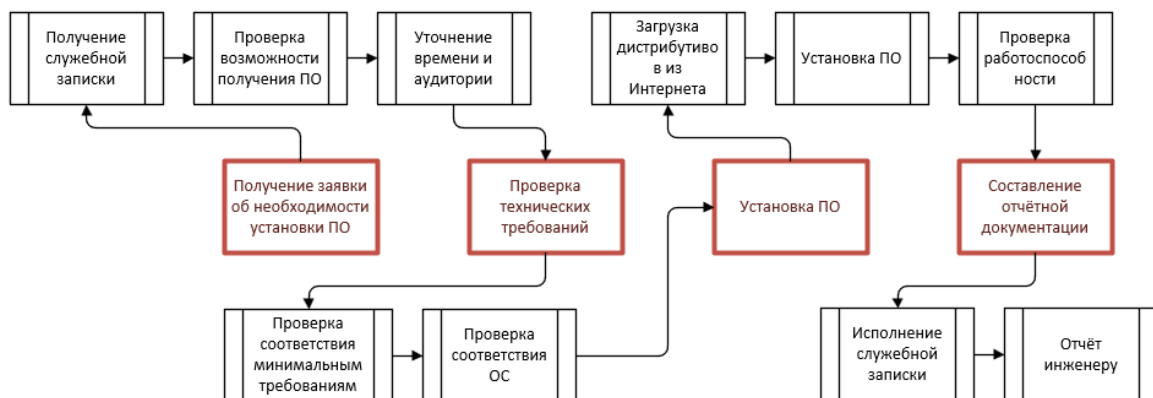 Получение
служебной
записки
Проверка
возможности
получения ПО
Уточнение
времени и
аудитории
Загрузка
дистрибутиво
в из
Интернета
Установка ПО
Проверка
работоспособ
ности
Получение заявки
об необходимости
установки ПО
Проверка
технических
требований
Установка ПО
Составление
отчётной
документации
Проверка
соответствия
минимальным
требованиям
Проверка
соответствия
ОС
Исполнение
служебной
записки
Отчёт
инженеру